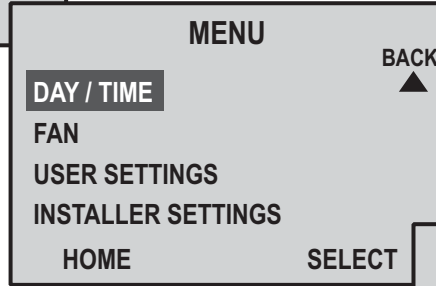 MENU
BACK
DAY / TIME
FAN
USER SETTINGS
INSTALLER SETTINGS
HOME SELECT